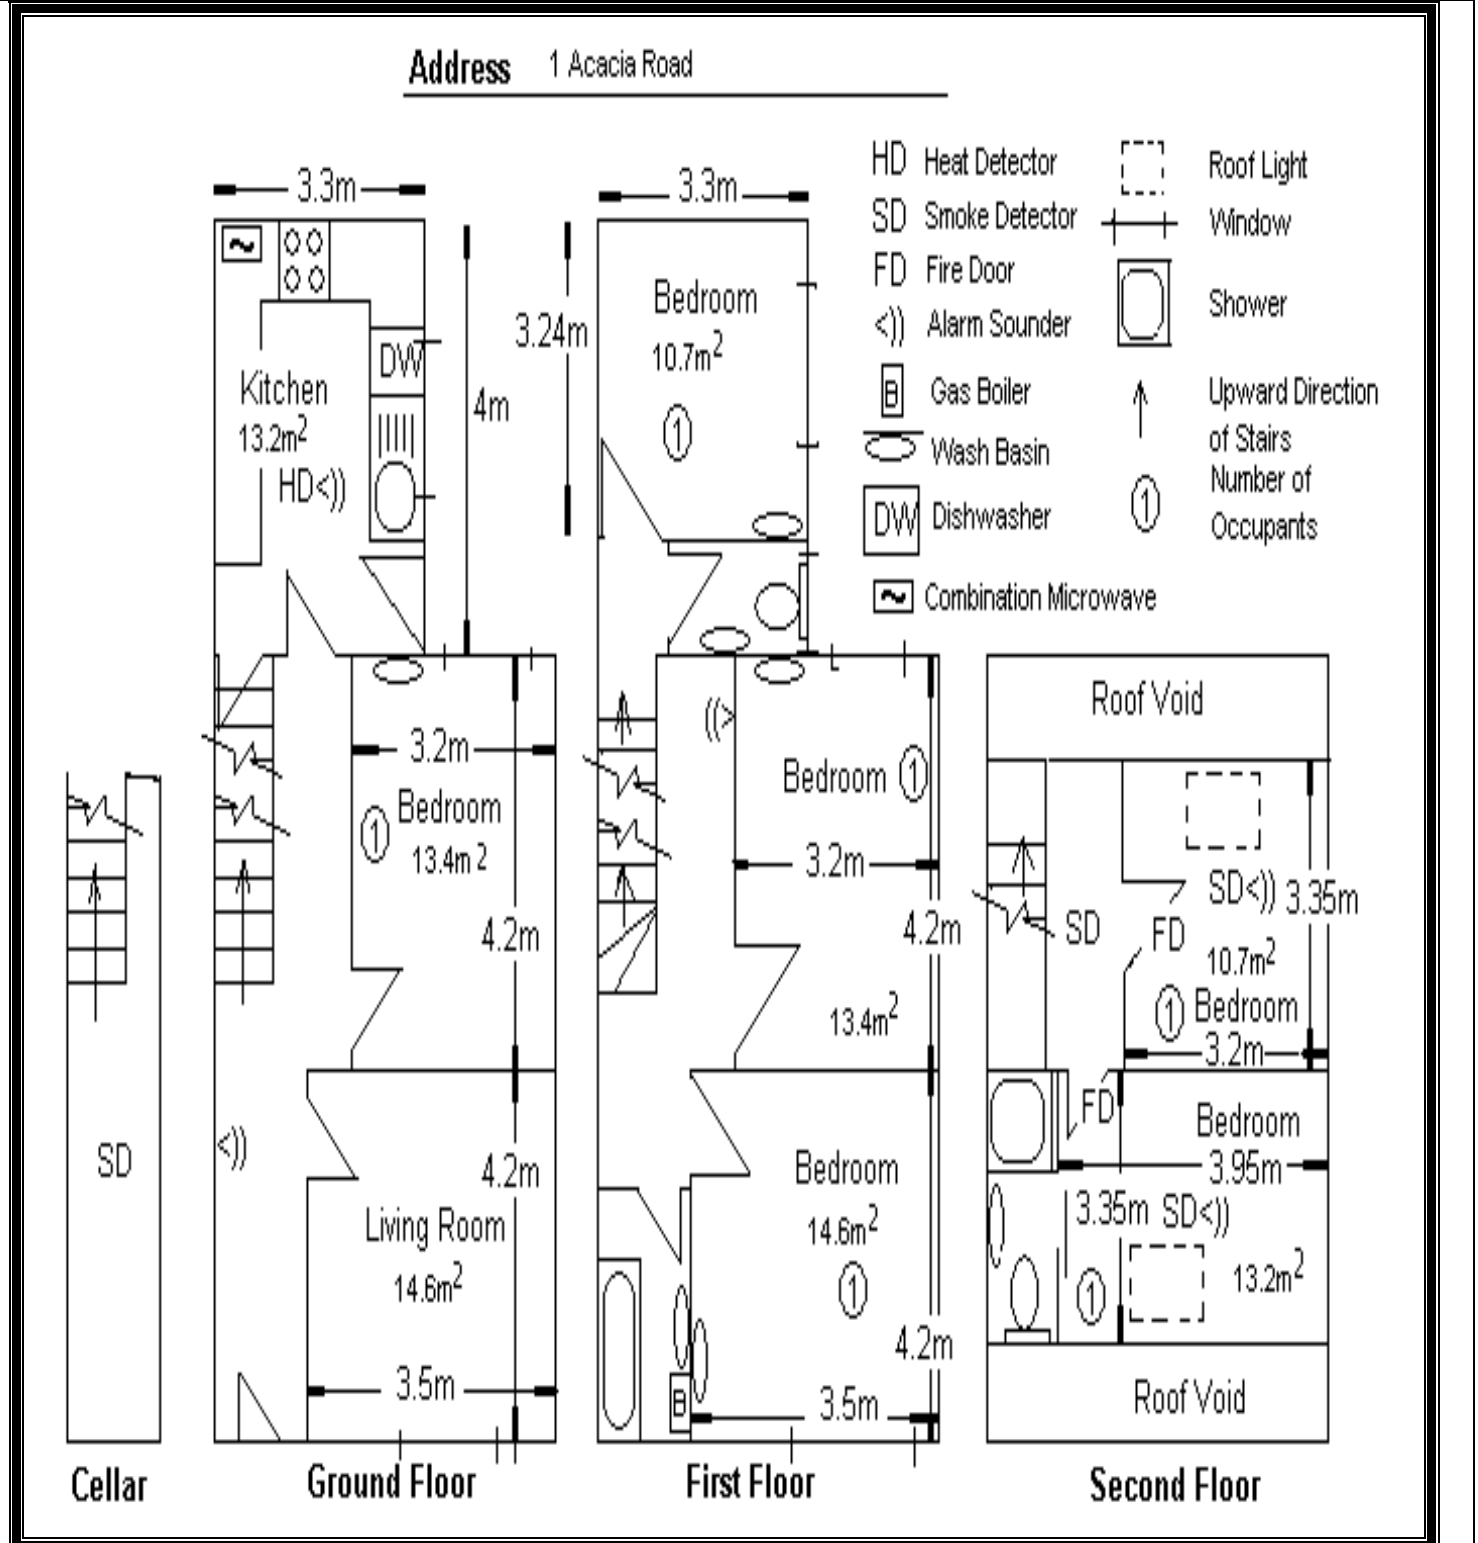 Address 1 Acacia Road
HD Heat Detector
SD Smoke Detector
FD Fire Door
Alarm Sounder
B Gas Boiler
Wash Basin
DW Dishwasher
~ Combination Microwave
Roof Light
Window
Shower
Upward Direction
of Stairs
1 Number of
Occupants
SD
Cellar
3.3m
~
DW
Kitchen
13.2m²
HD
4m
3.2m
1 Bedroom
13.4m²
4.2m
4.2m
Living Room
14.6m²
3.5m
Ground Floor
3.3m
3.24m
Bedroom
10.7m²
1
Bedroom 1
3.2m
4.2m
13.4m²
Bedroom
14.6m²
1
4.2m
B
3.5m
First Floor
Roof Void
SD
3.35m
SD
FD
10.7m²
1 Bedroom
3.2m
FD
Bedroom
3.95m
3.35m SD
13.2m²
1
Roof Void
Second Floor